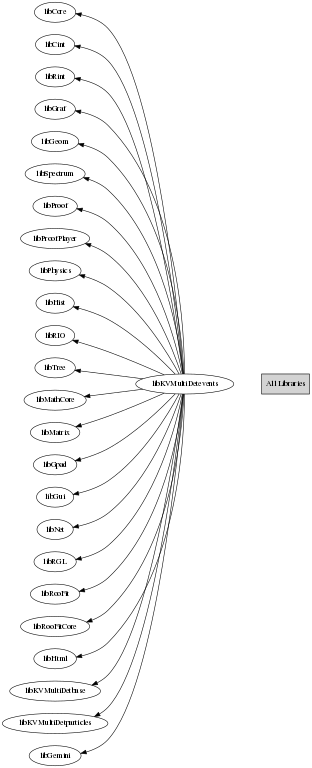 libCore
libCint
libRint
libGraf
libGeom
libSpectrum
libProof
libProofPlayer
libPhysics
libHist
libRIO
libTree
libKVMultiDetevents
All Libraries
libMathCore
libMatrix
libGpad
libGui
libNet
libRGL
libRooFit
libRooFitCore
libHtml
libKVMultiDetbase
libKVMultiDetparticles
libGemini